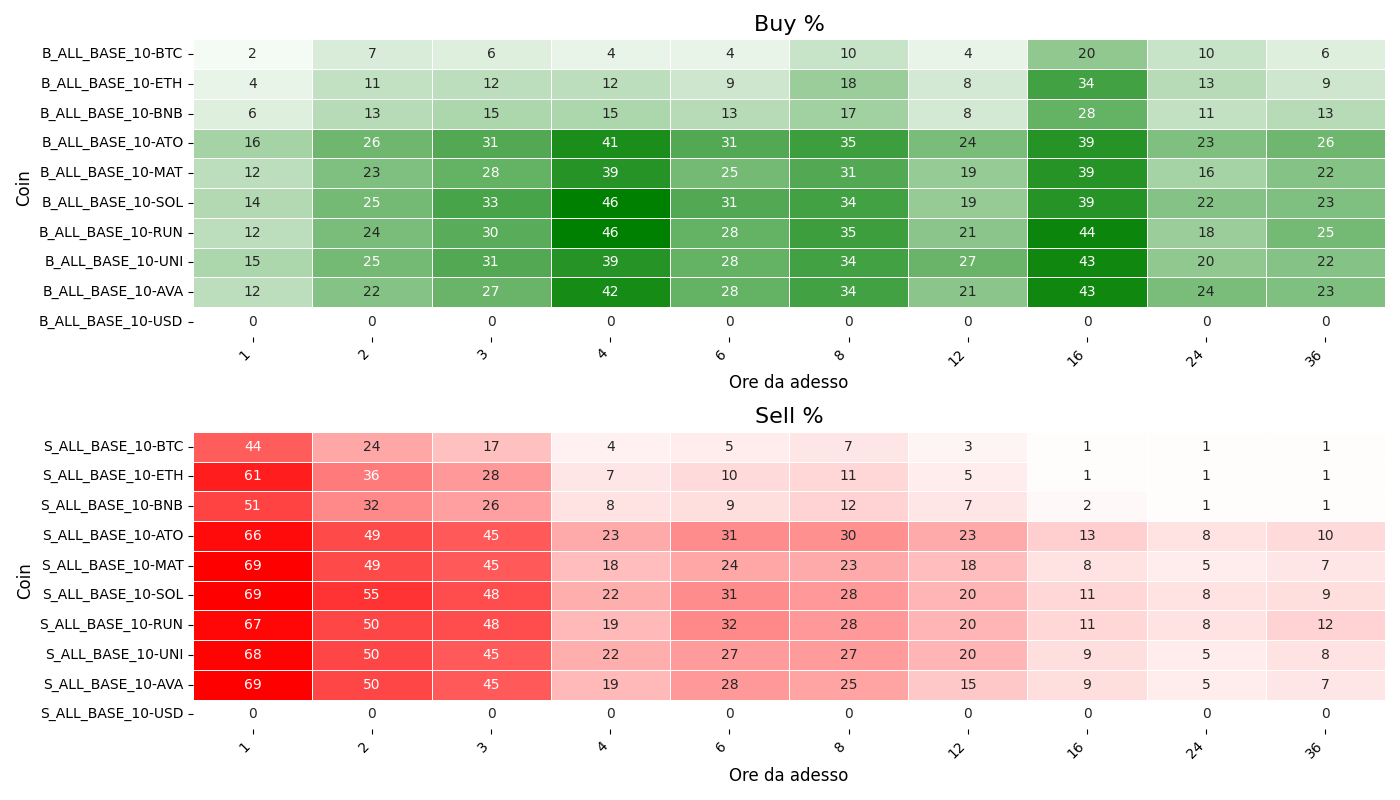 Buy %
Coin
B_ALL_BASE_10-BTC 2 7 6 4 4 10 4 20 10 6
B_ALL_BASE_10-ETH 4 11 12 12 9 18 8 34 13 9
B_ALL_BASE_10-BNB 6 13 15 15 13 17 8 28 11 13
B_ALL_BASE_10-ATO 16 26 31 41 31 35 24 39 23 26
B_ALL_BASE_10-MAT 12 23 28 39 25 31 19 39 16 22
B_ALL_BASE_10-SOL 14 25 33 46 31 34 19 39 22 23
B_ALL_BASE_10-RUN 12 24 30 46 28 35 21 44 18 25
B_ALL_BASE_10-UNI 15 25 31 39 28 34 27 43 20 22
B_ALL_BASE_10-AVA 12 22 27 42 28 34 21 43 24 23
B_ALL_BASE_10-USD 0 0 0 0 0 0 0 0 0 0
1 2 3 4 6 8 12 16 24 36
Ore da adesso
Sell %
Coin
S_ALL_BASE_10-BTC 44 24 17 4 5 7 3 1 1 1
S_ALL_BASE_10-ETH 61 36 28 7 10 11 5 1 1 1
S_ALL_BASE_10-BNB 51 32 26 8 9 12 7 2 1 1
S_ALL_BASE_10-ATO 66 49 45 23 31 30 23 13 8 10
S_ALL_BASE_10-MAT 69 49 45 18 24 23 18 8 5 7
S_ALL_BASE_10-SOL 69 55 48 22 31 28 20 11 8 9
S_ALL_BASE_10-RUN 67 50 48 19 32 28 20 11 8 12
S_ALL_BASE_10-UNI 68 50 45 22 27 27 20 9 5 8
S_ALL_BASE_10-AVA 69 50 45 19 28 25 15 9 5 7
S_ALL_BASE_10-USD 0 0 0 0 0 0 0 0 0 0
1 2 3 4 6 8 12 16 24 36
Ore da adesso